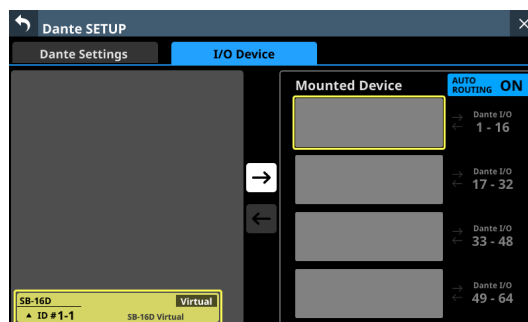 Dante SETUP
Dante Settings
I/O Device
Mounted Device
AUTO ROUTING ON
Dante I/O
1 - 16
Dante I/O
17 - 32
Dante I/O
33 - 48
Dante I/O
49 - 64
SB-16D
Virtual
ID # 1-1
SB-16D Virtual